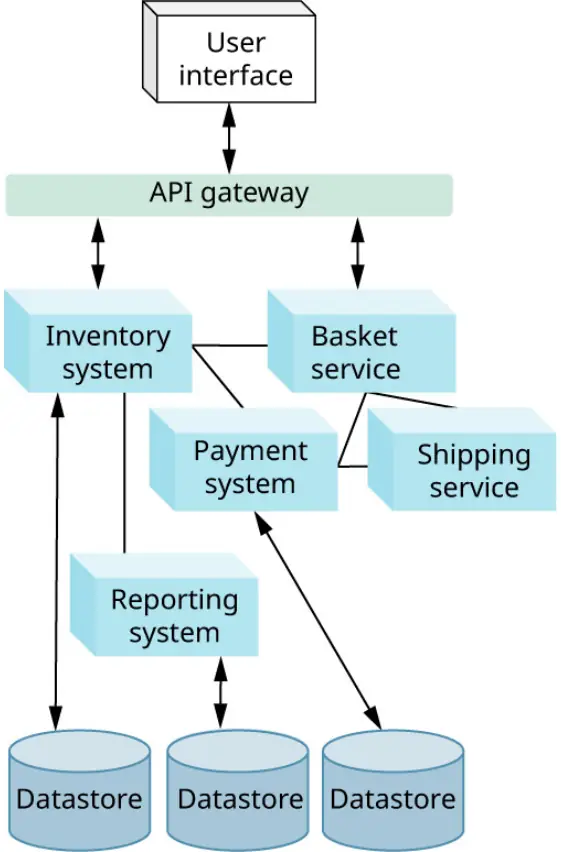 User
interface
API gateway
Inventory
system
Basket
service
Payment
system
Shipping
service
Reporting
system
Datastore
Datastore
Datastore